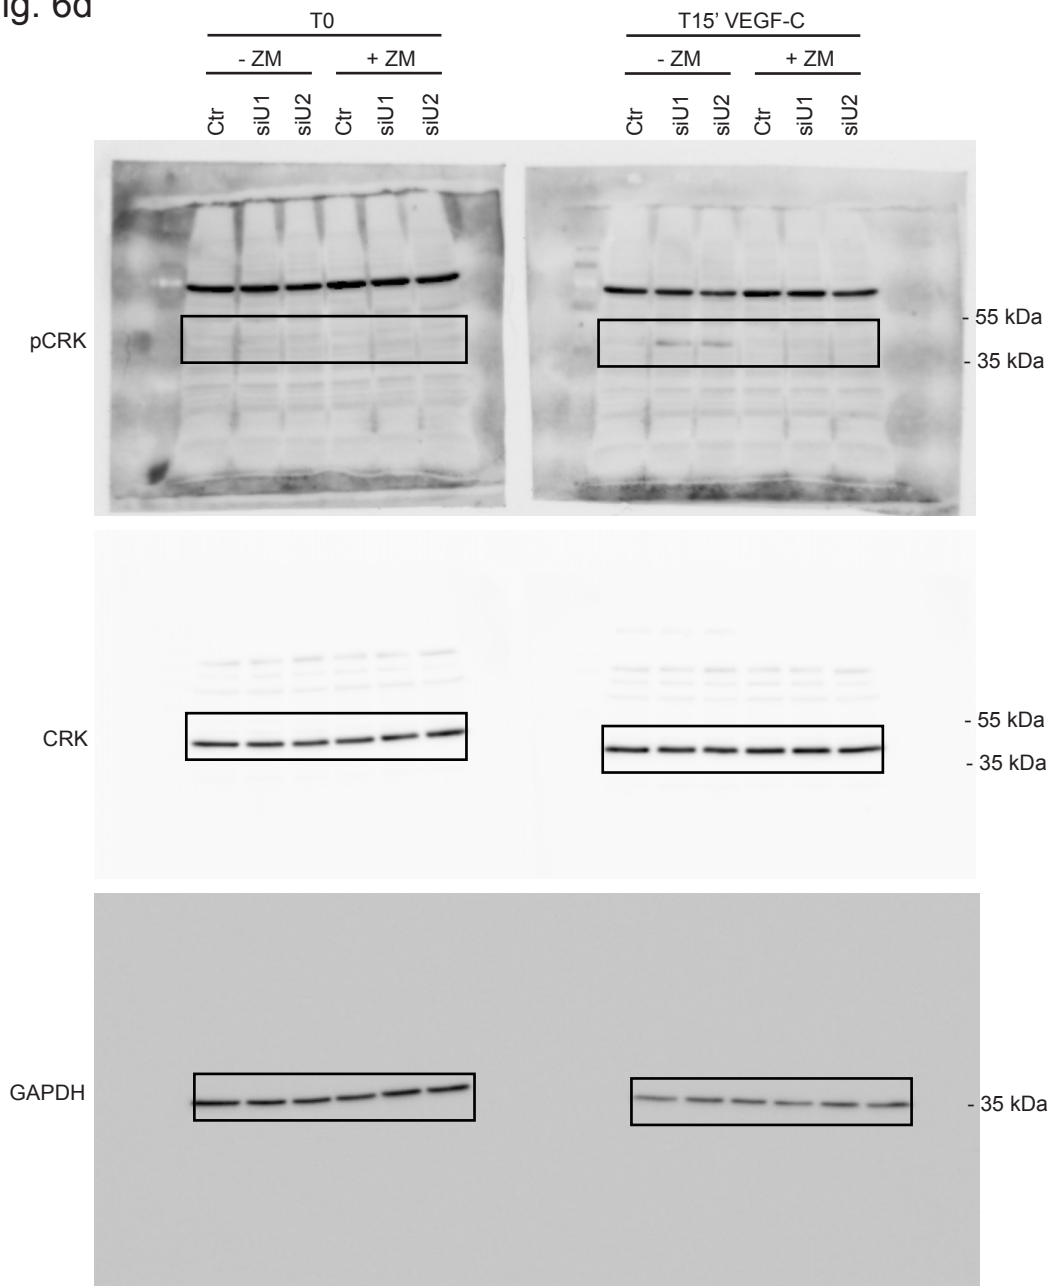 ig. 6d
T0
T15' VEGF-C
- ZM
+ ZM
- ZM
+ ZM
Ctr
siU1
siU2
Ctr
siU1
siU2
Ctr
siU1
siU2
Ctr
siU1
siU2
pCRK
- 55 kDa
- 35 kDa
CRK
- 55 kDa
- 35 kDa
GAPDH
- 35 kDa